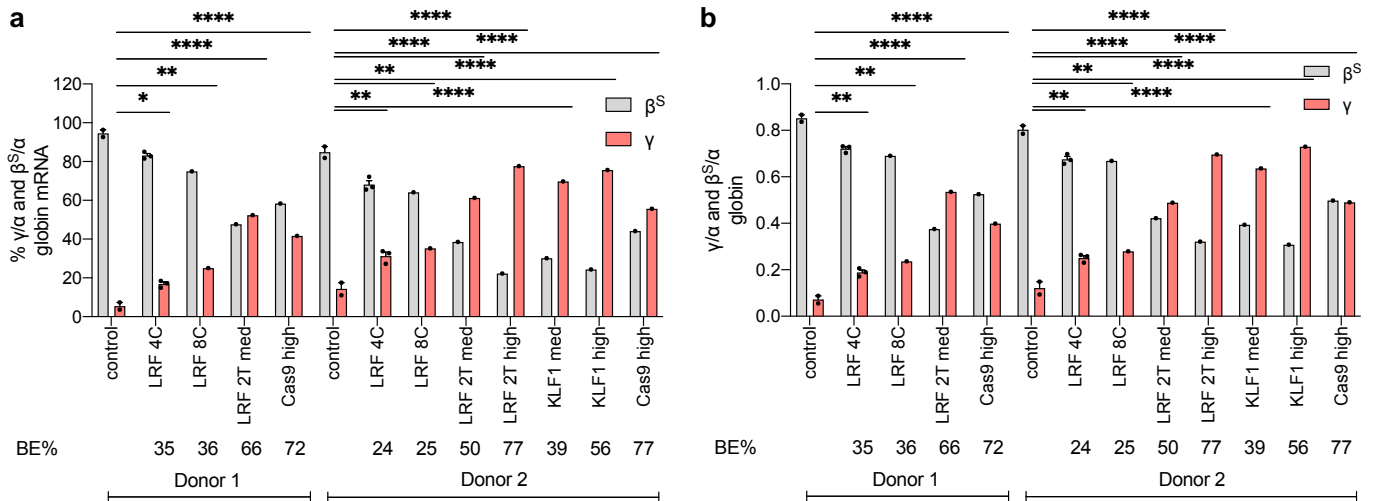 a
****
****
**
*
****
****
****
**
****
**
****
% γ/α and βS/α
globin mRNA
120
100
80
60
40
20
0
βS
γ
control
LRF 4C
LRF 8C
LRF 2T med
Cas9 high
control
LRF 4C
LRF 8C
LRF 2T med
LRF 2T high
KLF1 med
KLF1 high
Cas9 high
BE% 35 36 66 72 24 25 50 77 39 56 77
Donor 1 Donor 2
b
****
****
**
**
****
****
****
**
****
**
****
γ/α and βS/α
globin
1.0
0.8
0.6
0.4
0.2
0.0
βS
γ
control
LRF 4C
LRF 8C
LRF 2T med
Cas9 high
control
LRF 4C
LRF 8C
LRF 2T med
LRF 2T high
KLF1 med
KLF1 high
Cas9 high
BE% 35 36 66 72 24 25 50 77 39 56 77
Donor 1 Donor 2